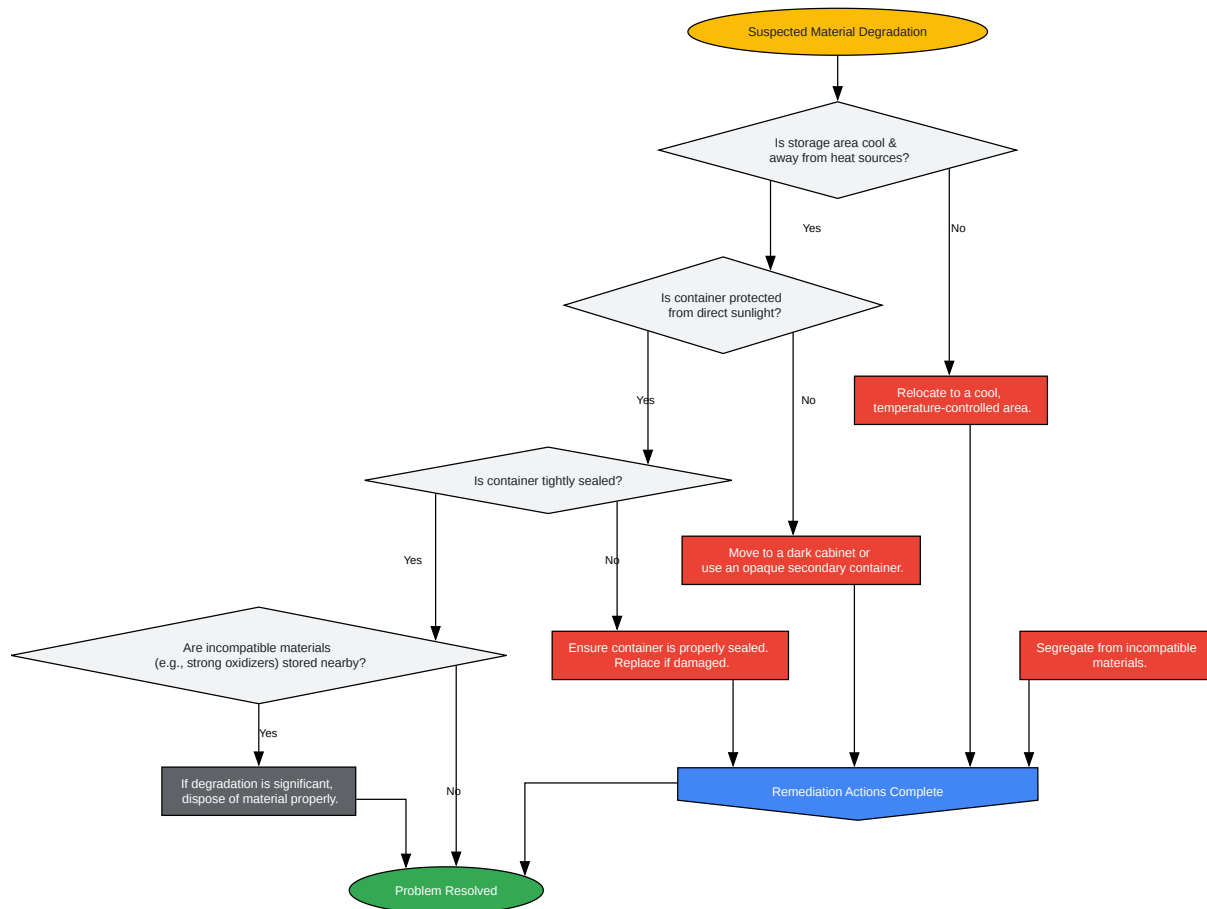 Suspected Material Degradation
Is storage area cool &
away from heat sources?
Yes
No
Is container protected
from direct sunlight?
Relocate to a cool,
temperature-controlled area.
Yes
No
Is container tightly sealed?
Yes
No
Move to a dark cabinet or
use an opaque secondary container.
Are incompatible materials
(e.g., strong oxidizers) stored nearby?
Ensure container is properly sealed.
Replace if damaged.
Segregate from incompatible
materials.
Yes
If degradation is significant,
dispose of material properly.
No
Remediation Actions Complete
Problem Resolved